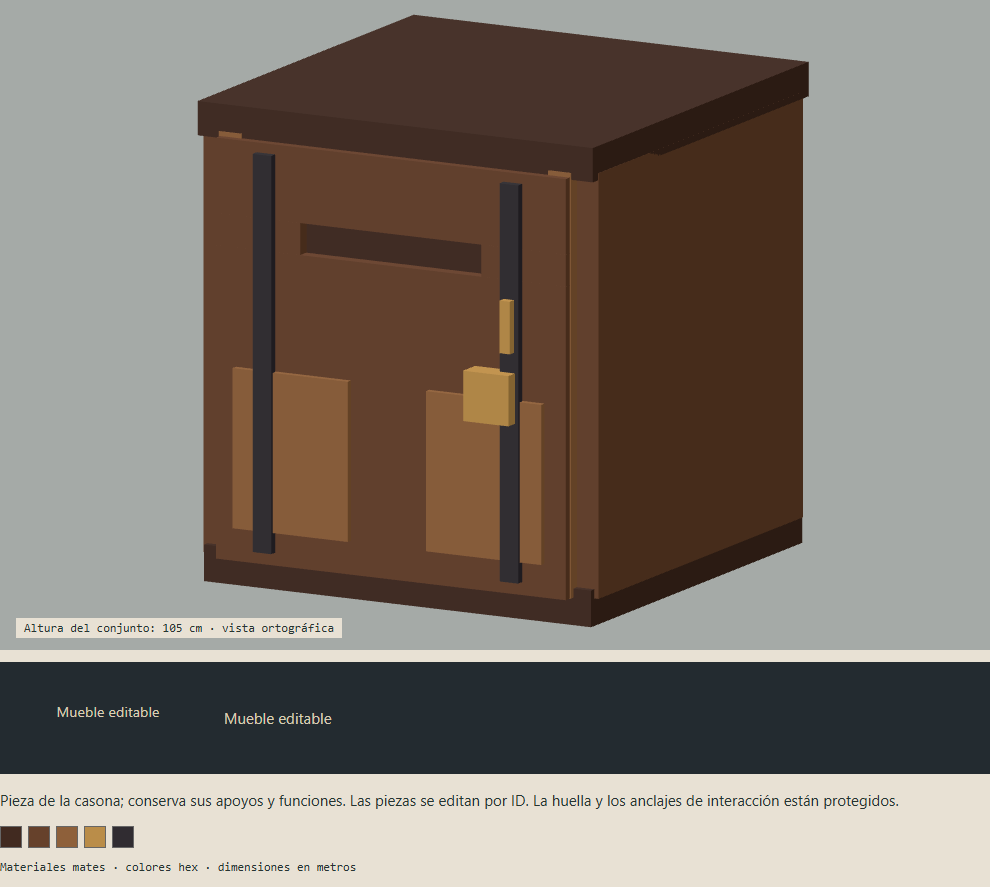 Altura del conjunto: 105 cm · vista ortográfica
Mueble editable
Mueble editable
Pieza de la casona; conserva sus apoyos y funciones. Las piezas se editan por ID. La huella y los anclajes de interacción están protegidos.
Materiales mates · colores hex · dimensiones en metros